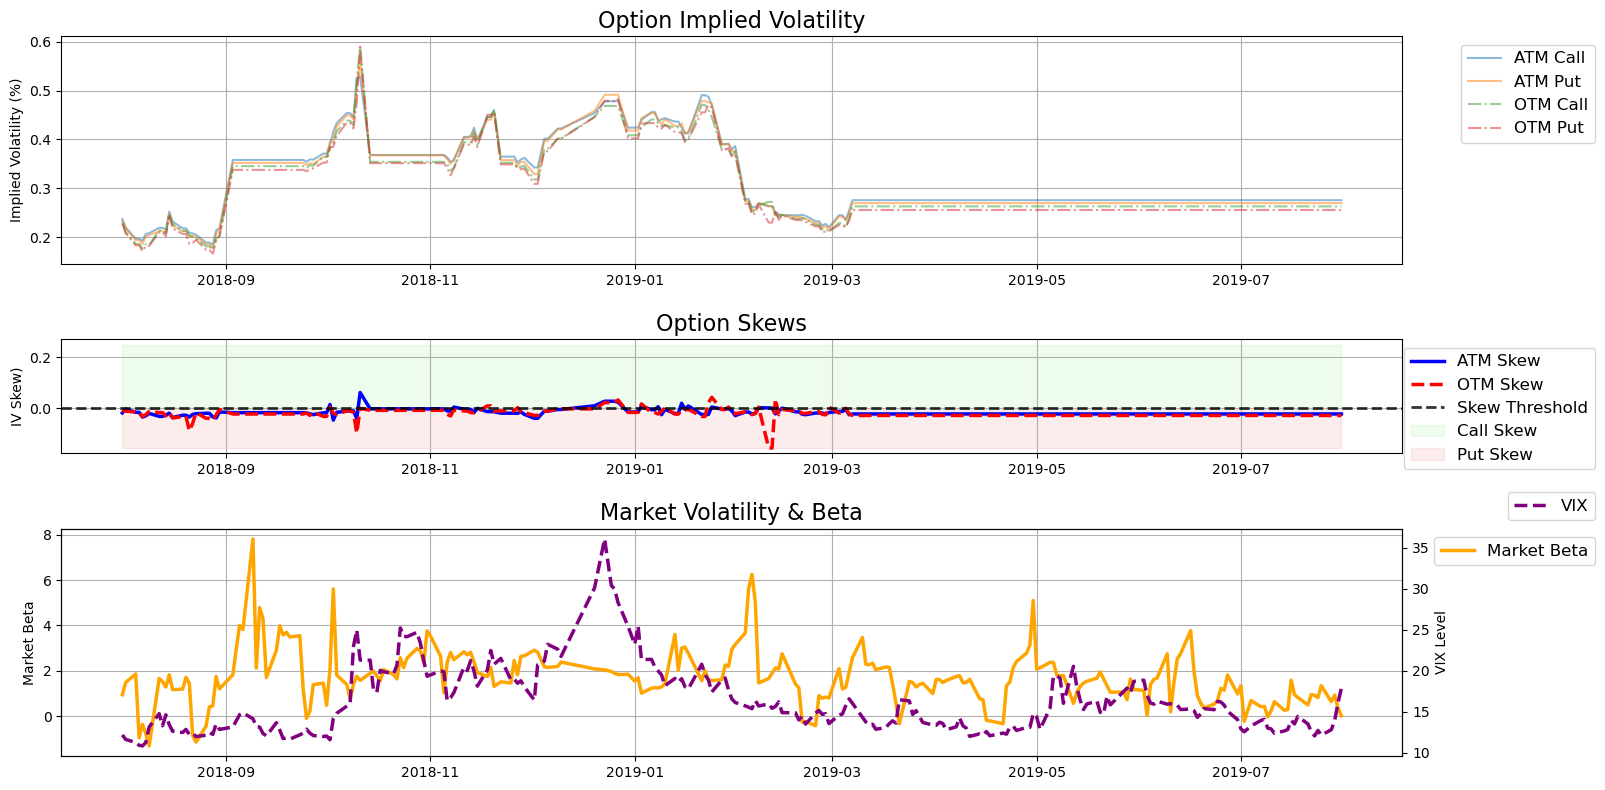 Option Implied Volatility
Implied Volatility (%)
0.6
0.5
0.4
0.3
0.2
2018-09 2018-11 2019-01 2019-03 2019-05 2019-07
ATM Call
ATM Put
OTM Call
OTM Put
Option Skews
IV Skew)
0.2
0.0
2018-09 2018-11 2019-01 2019-03 2019-05 2019-07
ATM Skew
OTM Skew
Skew Threshold
Call Skew
Put Skew
VIX
Market Volatility & Beta
Market Beta
Market Beta
8
6
4
2
0
35
30
25
20
15
10
VIX Level
2018-09 2018-11 2019-01 2019-03 2019-05 2019-07